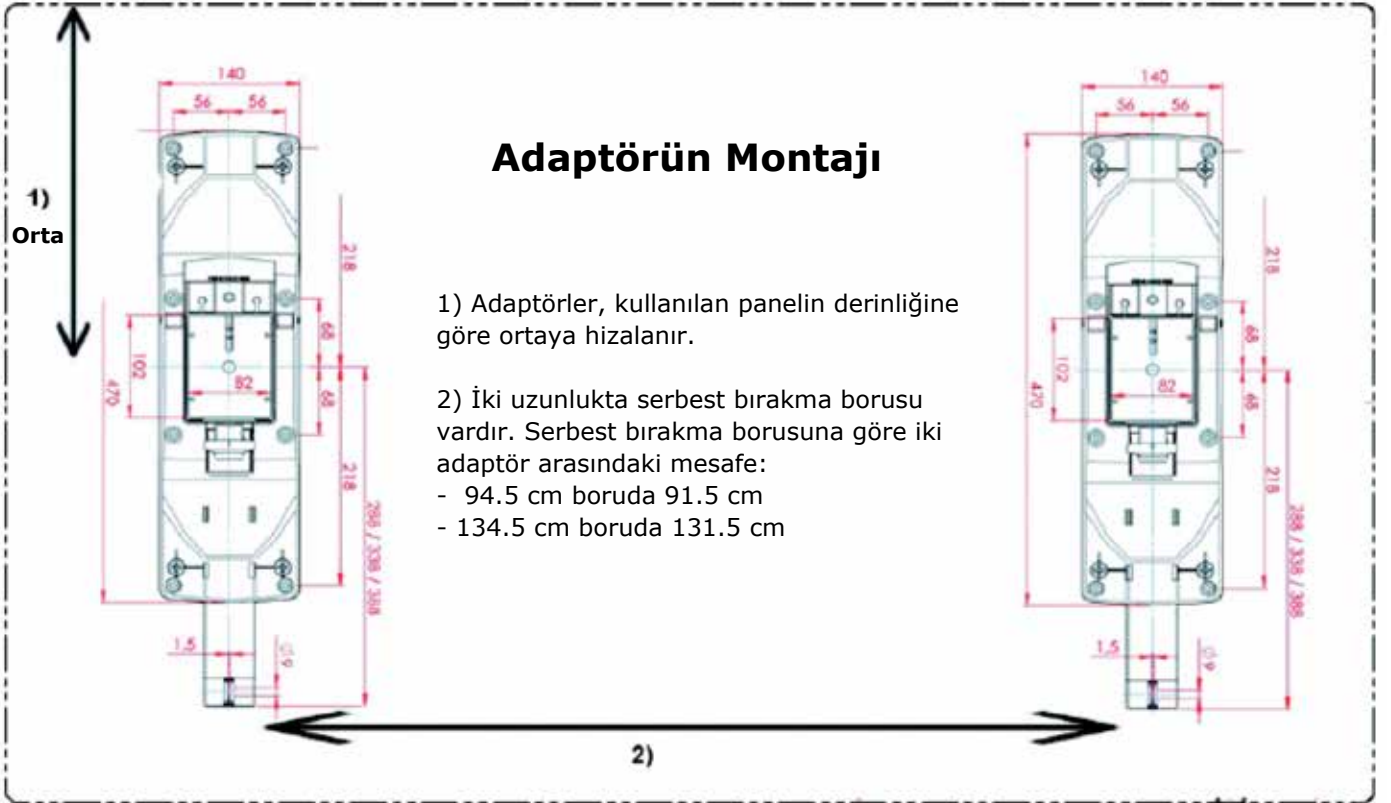 Adaptörün Montajı
1)
Orta
1) Adaptörler, kullanılan panelin derinliğine
göre ortaya hizalanır.
2) İki uzunlukta serbest bırakma borusu
vardır. Serbest bırakma borusuna göre iki
adaptör arasındaki mesafe:
- 94.5 cm boruda 91.5 cm
- 134.5 cm boruda 131.5 cm
140
56 56
218
68
102
82
470
68
218
288 / 338 / 388
1,5
∅9
140
56 56
218
68
102
82
470
68
218
288 / 338 / 388
1,5
∅9
2)